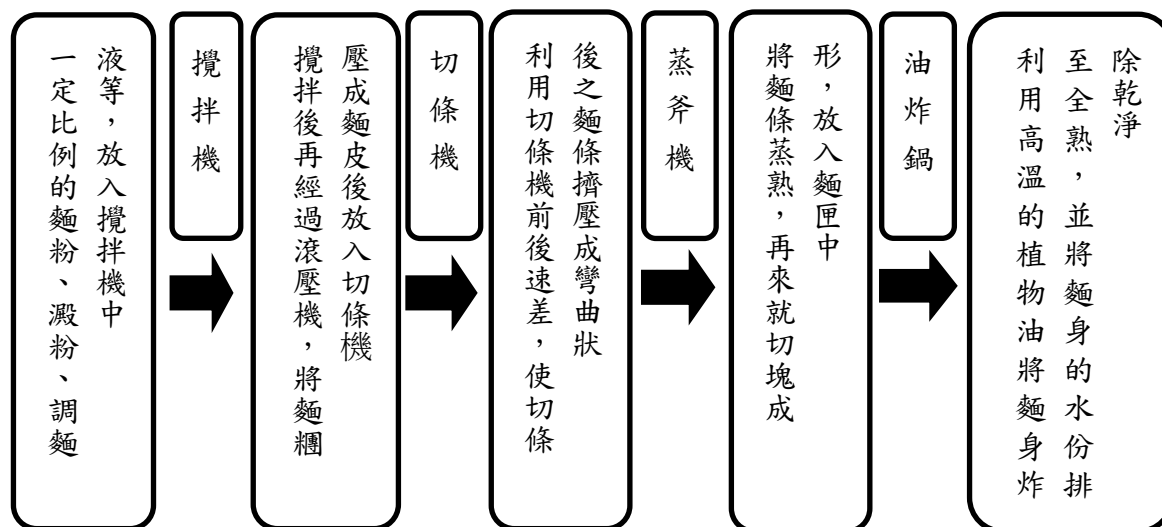 一定比例的麵粉、澱粉、調麵
液等，放入攪拌機中
攪拌機
攪拌後再經過滾壓機，將麵糰
壓成麵皮後放入切條機
切條機
利用切條機前後速差，使切條
後之麵條擠壓成彎曲狀
蒸斧機
將麵條蒸熟，再來就切塊成
形，放入麵匣中
油炸鍋
利用高溫的植物油將麵身炸
至全熟，並將麵身的水份排
除乾淨